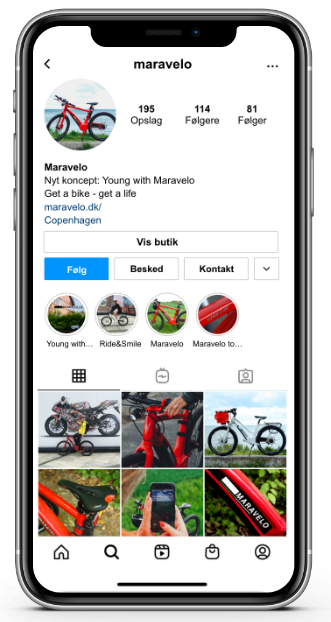 maravelo
195
114
81
Opslag
Følgere
Følger
Maravelo
Nyt koncept: Young with Maravelo
Get a bike - get a life
maravelo.dk/
Copenhagen
Vis butik
Følg
Besked
Kontakt
Young with...
Ride&Smile
Maravelo
Maravelo to...
MARAVELO